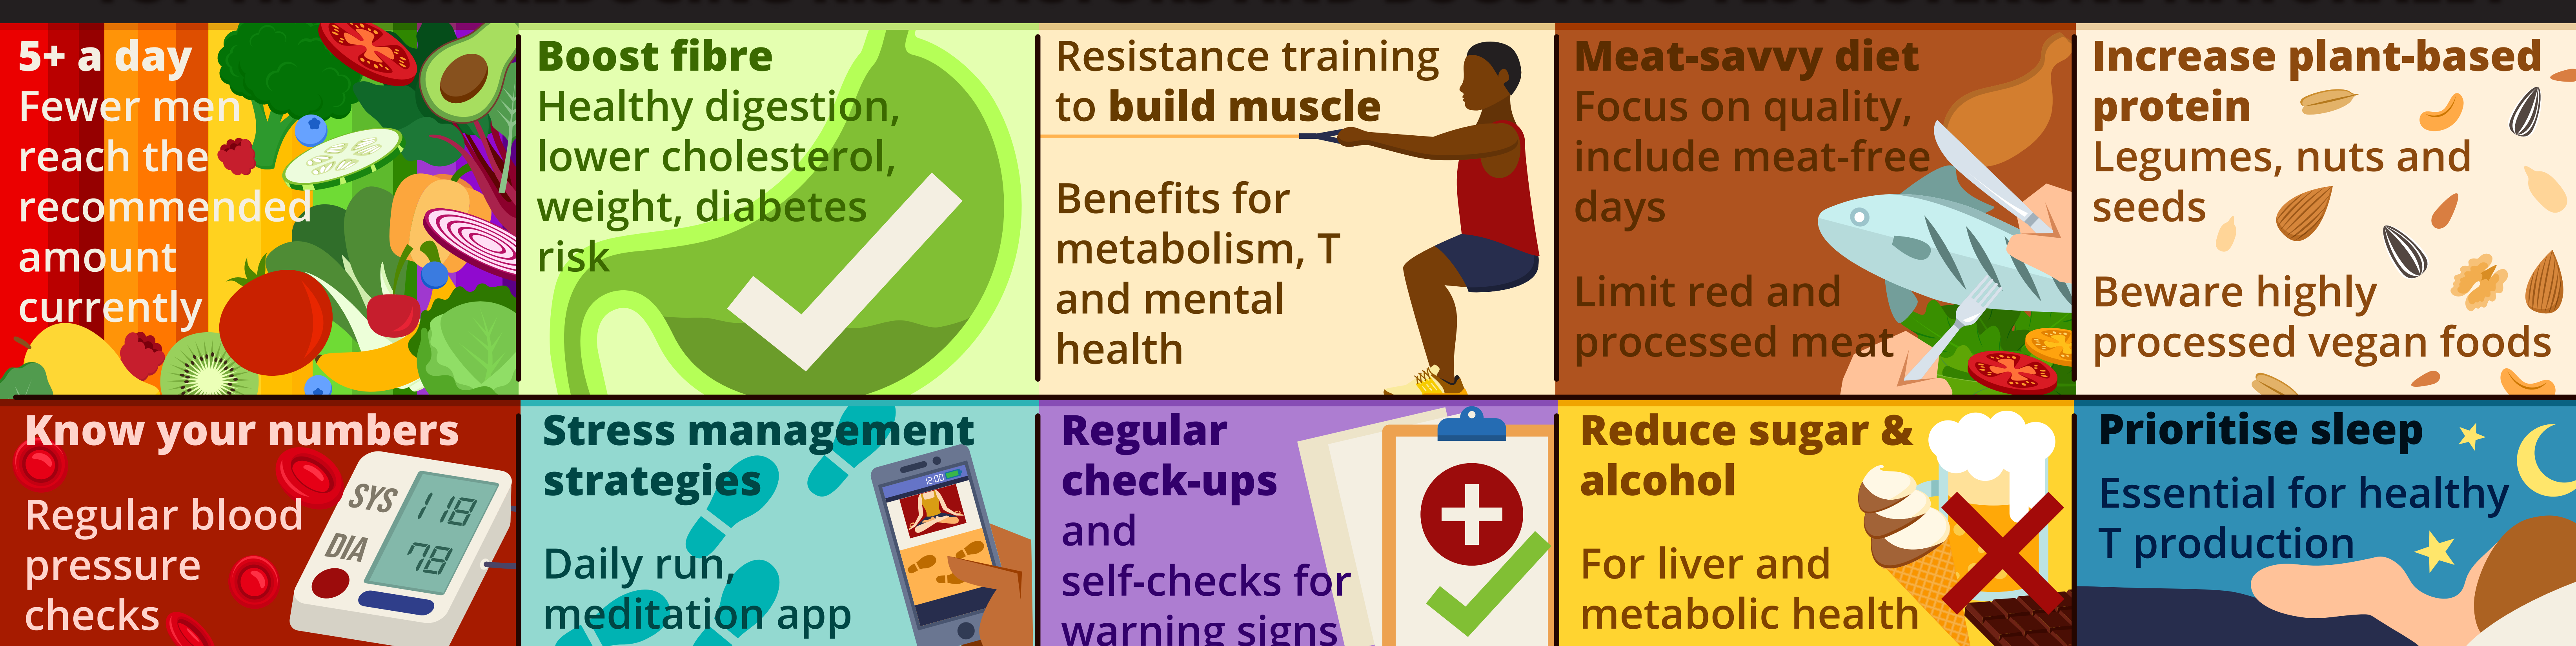 5+ a day
Fewer men
reach the
recommended
amount
currently
Boost fibre
Healthy digestion,
lower cholesterol,
weight, diabetes
risk
Resistance training
to build muscle
Benefits for
metabolism, T
and mental
health
Meat-savvy diet
Focus on quality,
include meat-free
days
Limit red and
processed meat
Increase plant-based
protein
Legumes, nuts and
seeds
Beware highly
processed vegan foods
Know your numbers
Regular blood
pressure
checks
SYS
118
DIA
78
Stress management
strategies
Daily run,
meditation app
12:00
Regular
check-ups
and
self-checks for
warning signs
Reduce sugar &
alcohol
For liver and
metabolic health
Prioritise sleep
Essential for healthy
T production